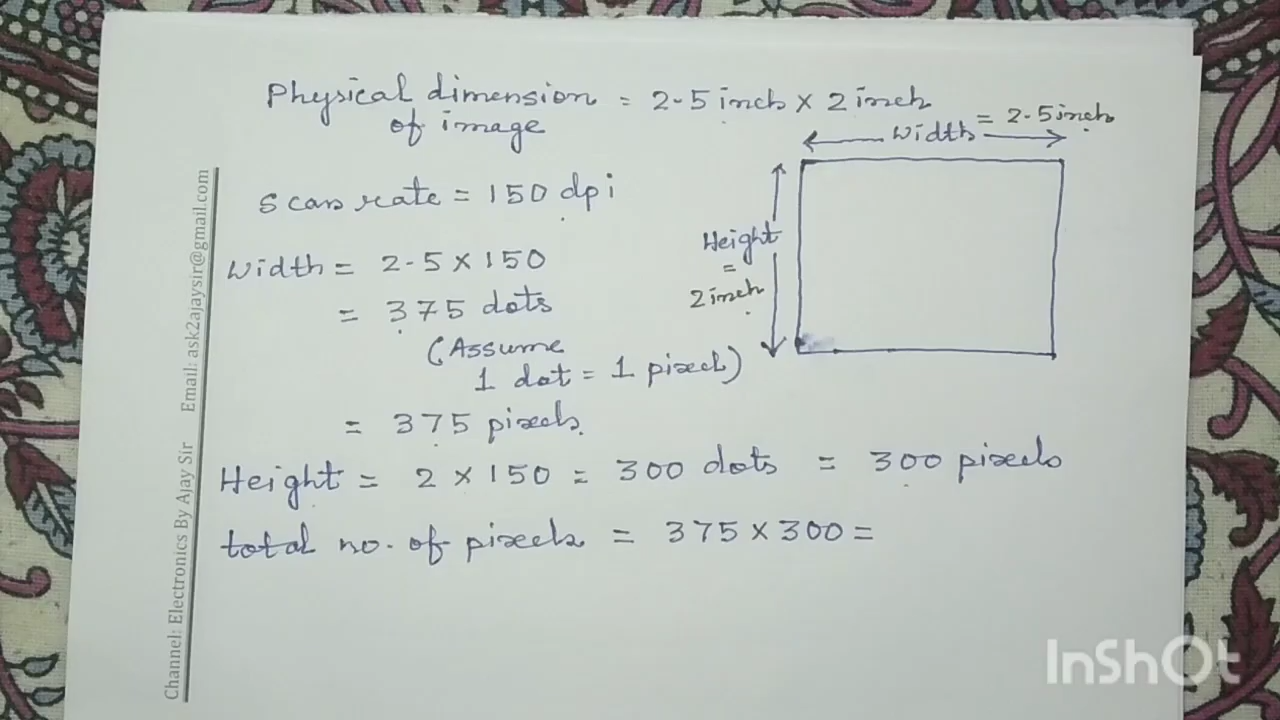 Physical dimension = 2.5 inch × 2 inch
of image
Width = 2.5 inch
Scan rate = 150 dpi
Height
=
2 inch
Width = 2.5 × 150
= 375 dots
(Assume
1 dot = 1 pixel)
= 375 pixels
Height = 2 × 150 = 300 dots = 300 pixels
total no. of pixels = 375 × 300 =
Channel: Electronics By Ajay Sir Email: ask2ajaysir@gmail.com
InShOt